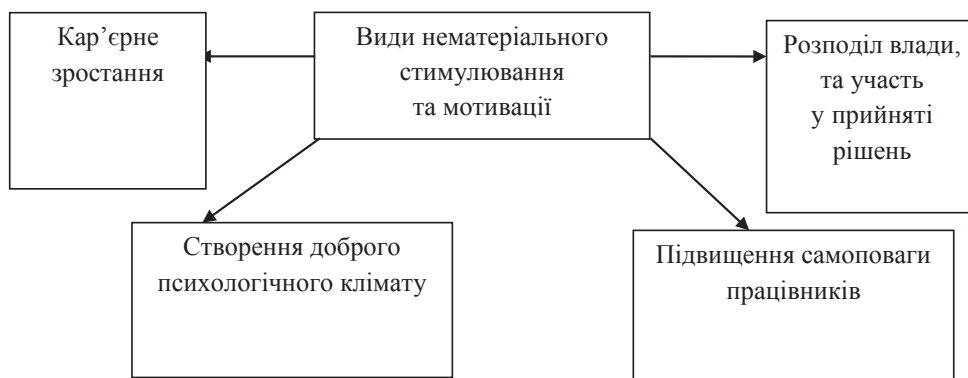 Кар’єрне
зростання
Види нематеріального
стимулювання
та мотивації
Розподіл влади,
та участь
у прийняті
рішень
Створення доброго
психологічного клімату
Підвищення самоповаги
працівників